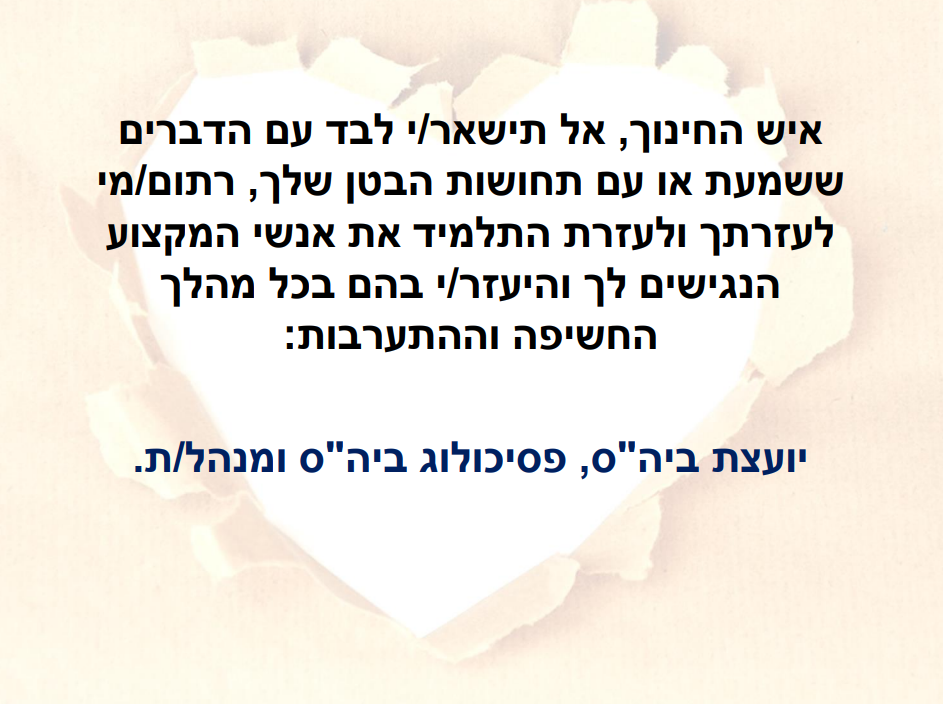 איש החינוך, אל תישאר/י לבד עם הדברים
ששמעת או עם תחושות הבטן שלך, רתום/מי
לעזרתך ולעזרת התלמיד את אנשי המקצוע
הנגישים לך והיעזר/י בהם בכל מהלך
החשיפה וההתערבות:
יועצת ביה"ס, פסיכולוג ביה"ס ומנהל/ת.